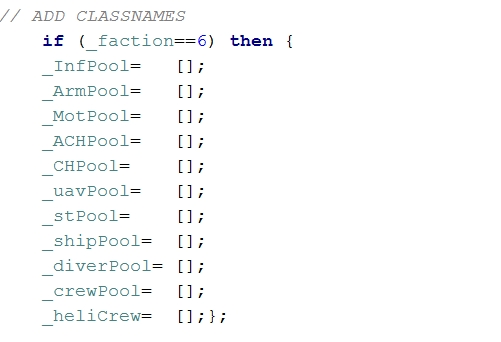 // ADD CLASSNAMES
if (_faction==6) then {
_InfPool= [];
_ArmPool= [];
_MotPool= [];
_ACHPool= [];
_CHPool= [];
_uavPool= [];
_stPool= [];
_shipPool= [];
_diverPool= [];
_crewPool= [];
_heliCrew= [];};